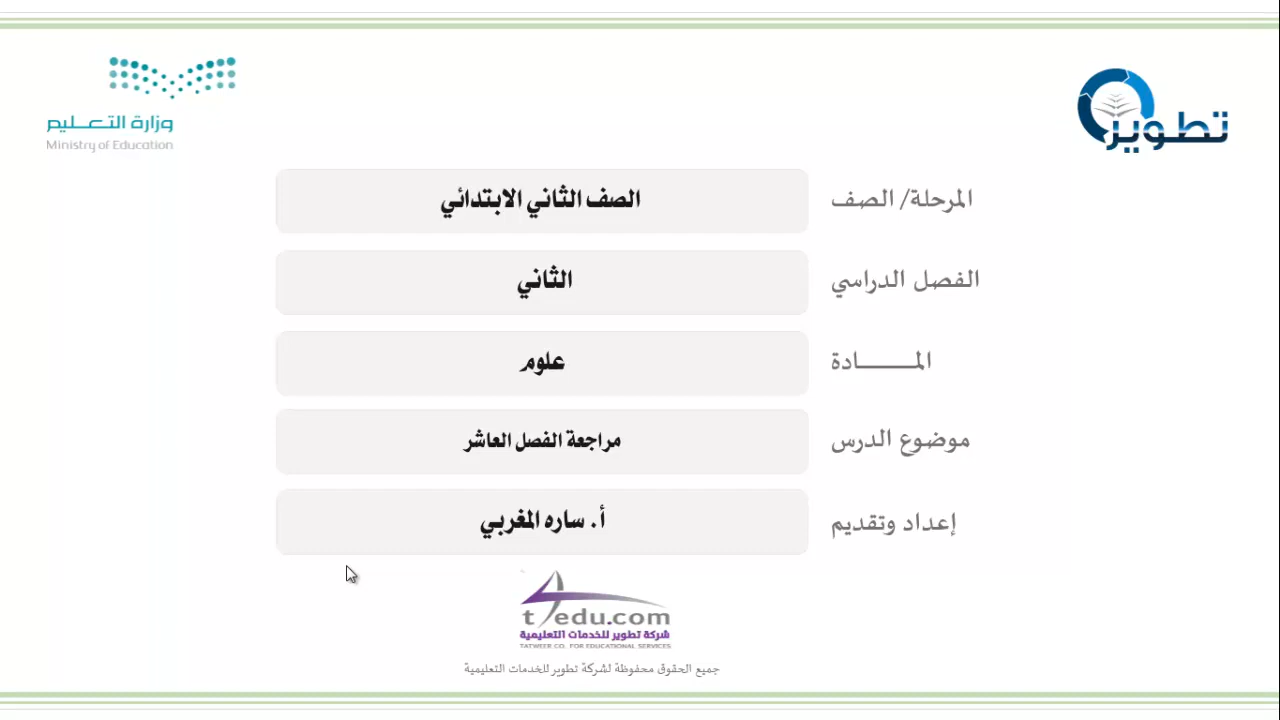 وزارة التعليم
Ministry of Education
تطوير
المرحلة/ الصف
الصف الثاني الابتدائي
الفصل الدراسي
الثاني
المــــــادة
علوم
موضوع الدرس
مراجعة الفصل العاشر
إعداد وتقديم
أ. ساره المغربي
t4edu.com
شركة تطوير للخدمات التعليمية
TATWEER CO. FOR EDUCATIONAL SERVICES
جميع الحقوق محفوظة لشركة تطوير للخدمات التعليمية